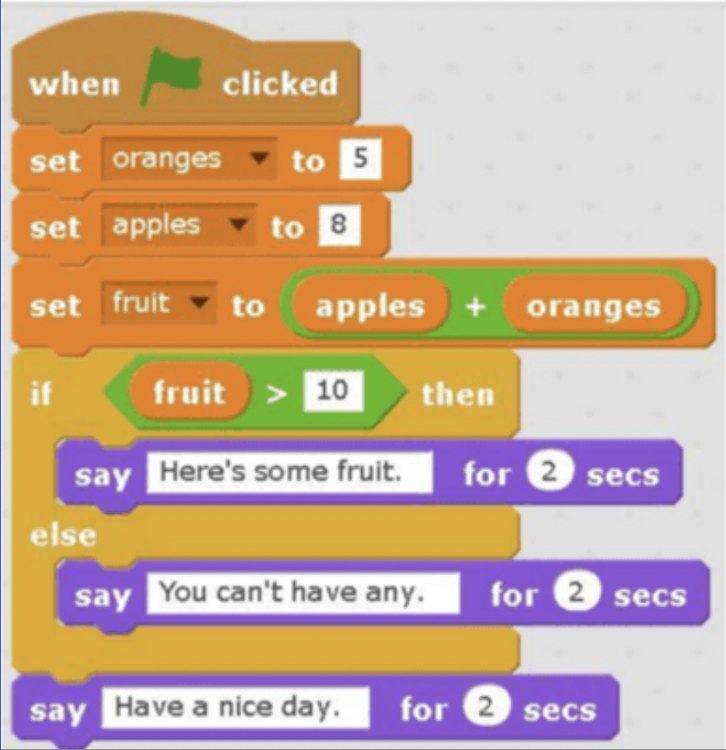 when clicked
set oranges to 5
set apples to 8
set fruit to apples + oranges
if fruit > 10 then
say Here's some fruit. for 2 secs
else
say You can't have any. for 2 secs
say Have a nice day. for 2 secs